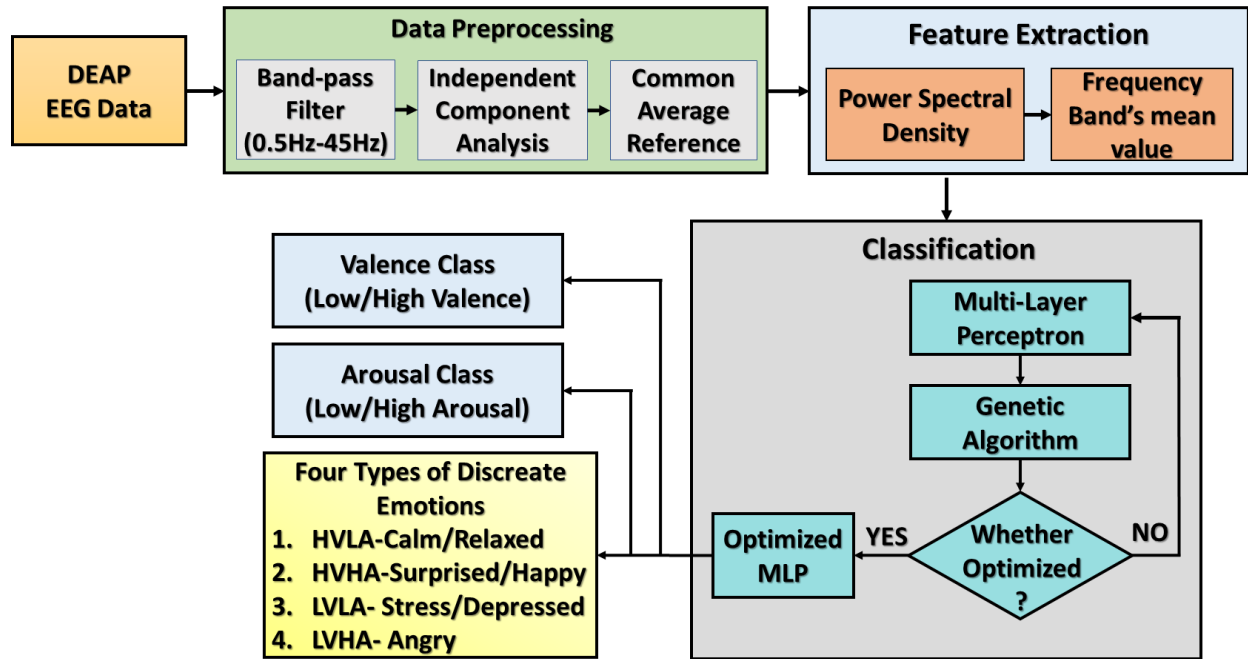 DEAP
EEG Data
Data Preprocessing
Band-pass
Filter
(0.5Hz-45Hz)
Independent
Component
Analysis
Common
Average
Reference
Feature Extraction
Power Spectral
Density
Frequency
Band's mean
value
Classification
Multi-Layer
Perceptron
Genetic
Algorithm
Whether
Optimized
?
NO
YES
Optimized
MLP
Valence Class
(Low/High Valence)
Arousal Class
(Low/High Arousal)
Four Types of Discreate
Emotions
1. HVLA-Calm/Relaxed
2. HVHA-Surprised/Happy
3. LVLA- Stress/Depressed
4. LVHA- Angry